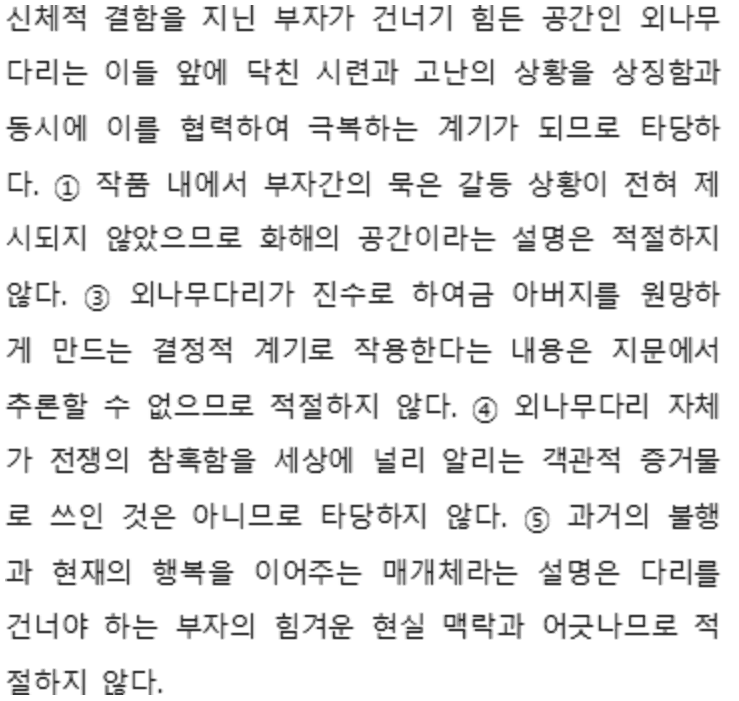 신체적 결함을 지닌 부자가 건너기 힘든 공간인 외나무
다리는 이들 앞에 닥친 시련과 고난의 상황을 상징함과
동시에 이를 협력하여 극복하는 계기가 되므로 타당하
다. ① 작품 내에서 부자간의 묵은 갈등 상황이 전혀 제
시되지 않았으므로 화해의 공간이라는 설명은 적절하지
않다. ③ 외나무다리가 진수로 하여금 아버지를 원망하
게 만드는 결정적 계기로 작용한다는 내용은 지문에서
추론할 수 없으므로 적절하지 않다. ④ 외나무다리 자체
가 전쟁의 참혹함을 세상에 널리 알리는 객관적 증거물
로 쓰인 것은 아니므로 타당하지 않다. ⑤ 과거의 불행
과 현재의 행복을 이어주는 매개체라는 설명은 다리를
건너야 하는 부자의 힘겨운 현실 맥락과 어긋나므로 적
절하지 않다.